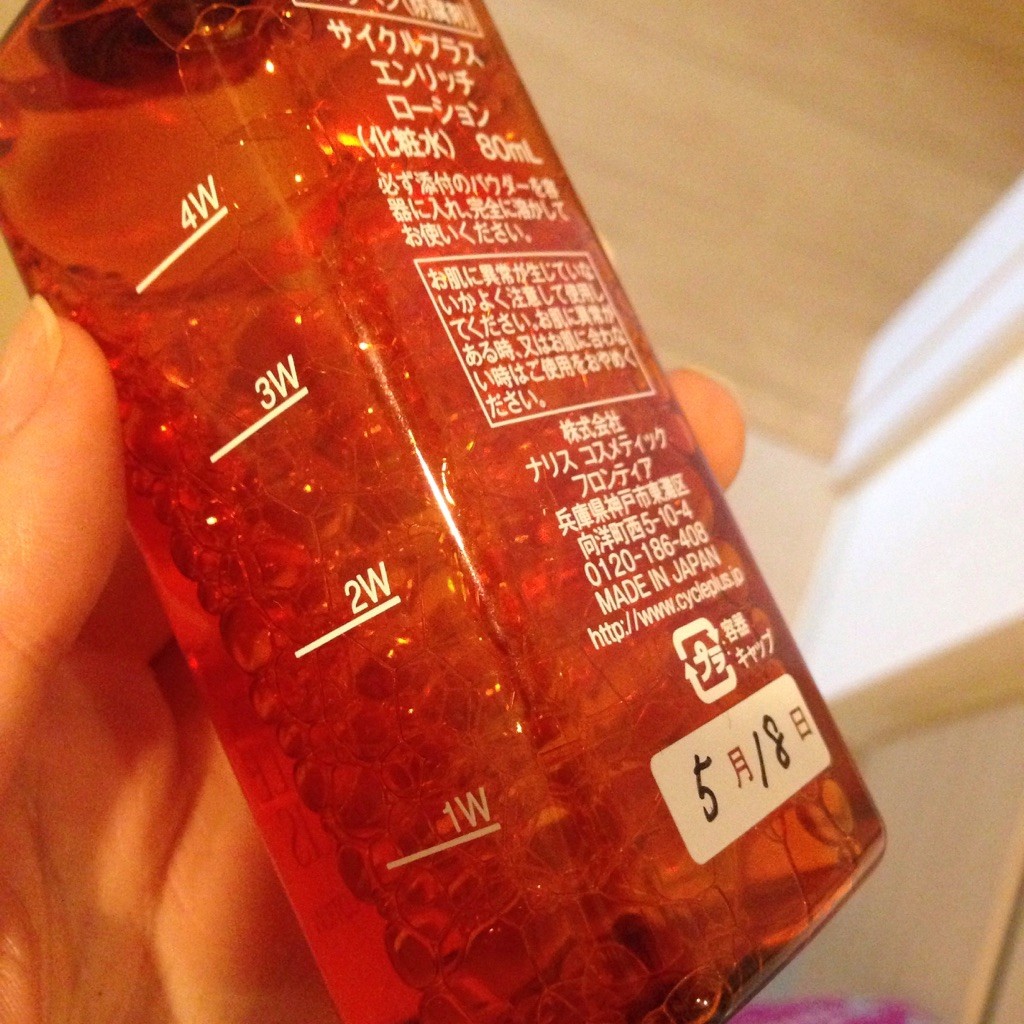 サイクルプラス
エンリッチ
ローション
(化粧水) 80mL
必ず添付のパウダーを容
器に入れ、完全に溶かして
お使いください。
お肌に異常が生じていな
いかよく注意して使用し
てください。お肌に異常が
ある時、又はお肌に合わな
い時はご使用をおやめく
ださい。
株式会社
ナリス コスメティック
フロンティア
兵庫県神戸市東灘区
向洋町西5-10-4
0120-186-408
MADE IN JAPAN
http://www.cycleplus.jp
プラ
容器
キャップ
5月18日
4W
3W
2W
1W